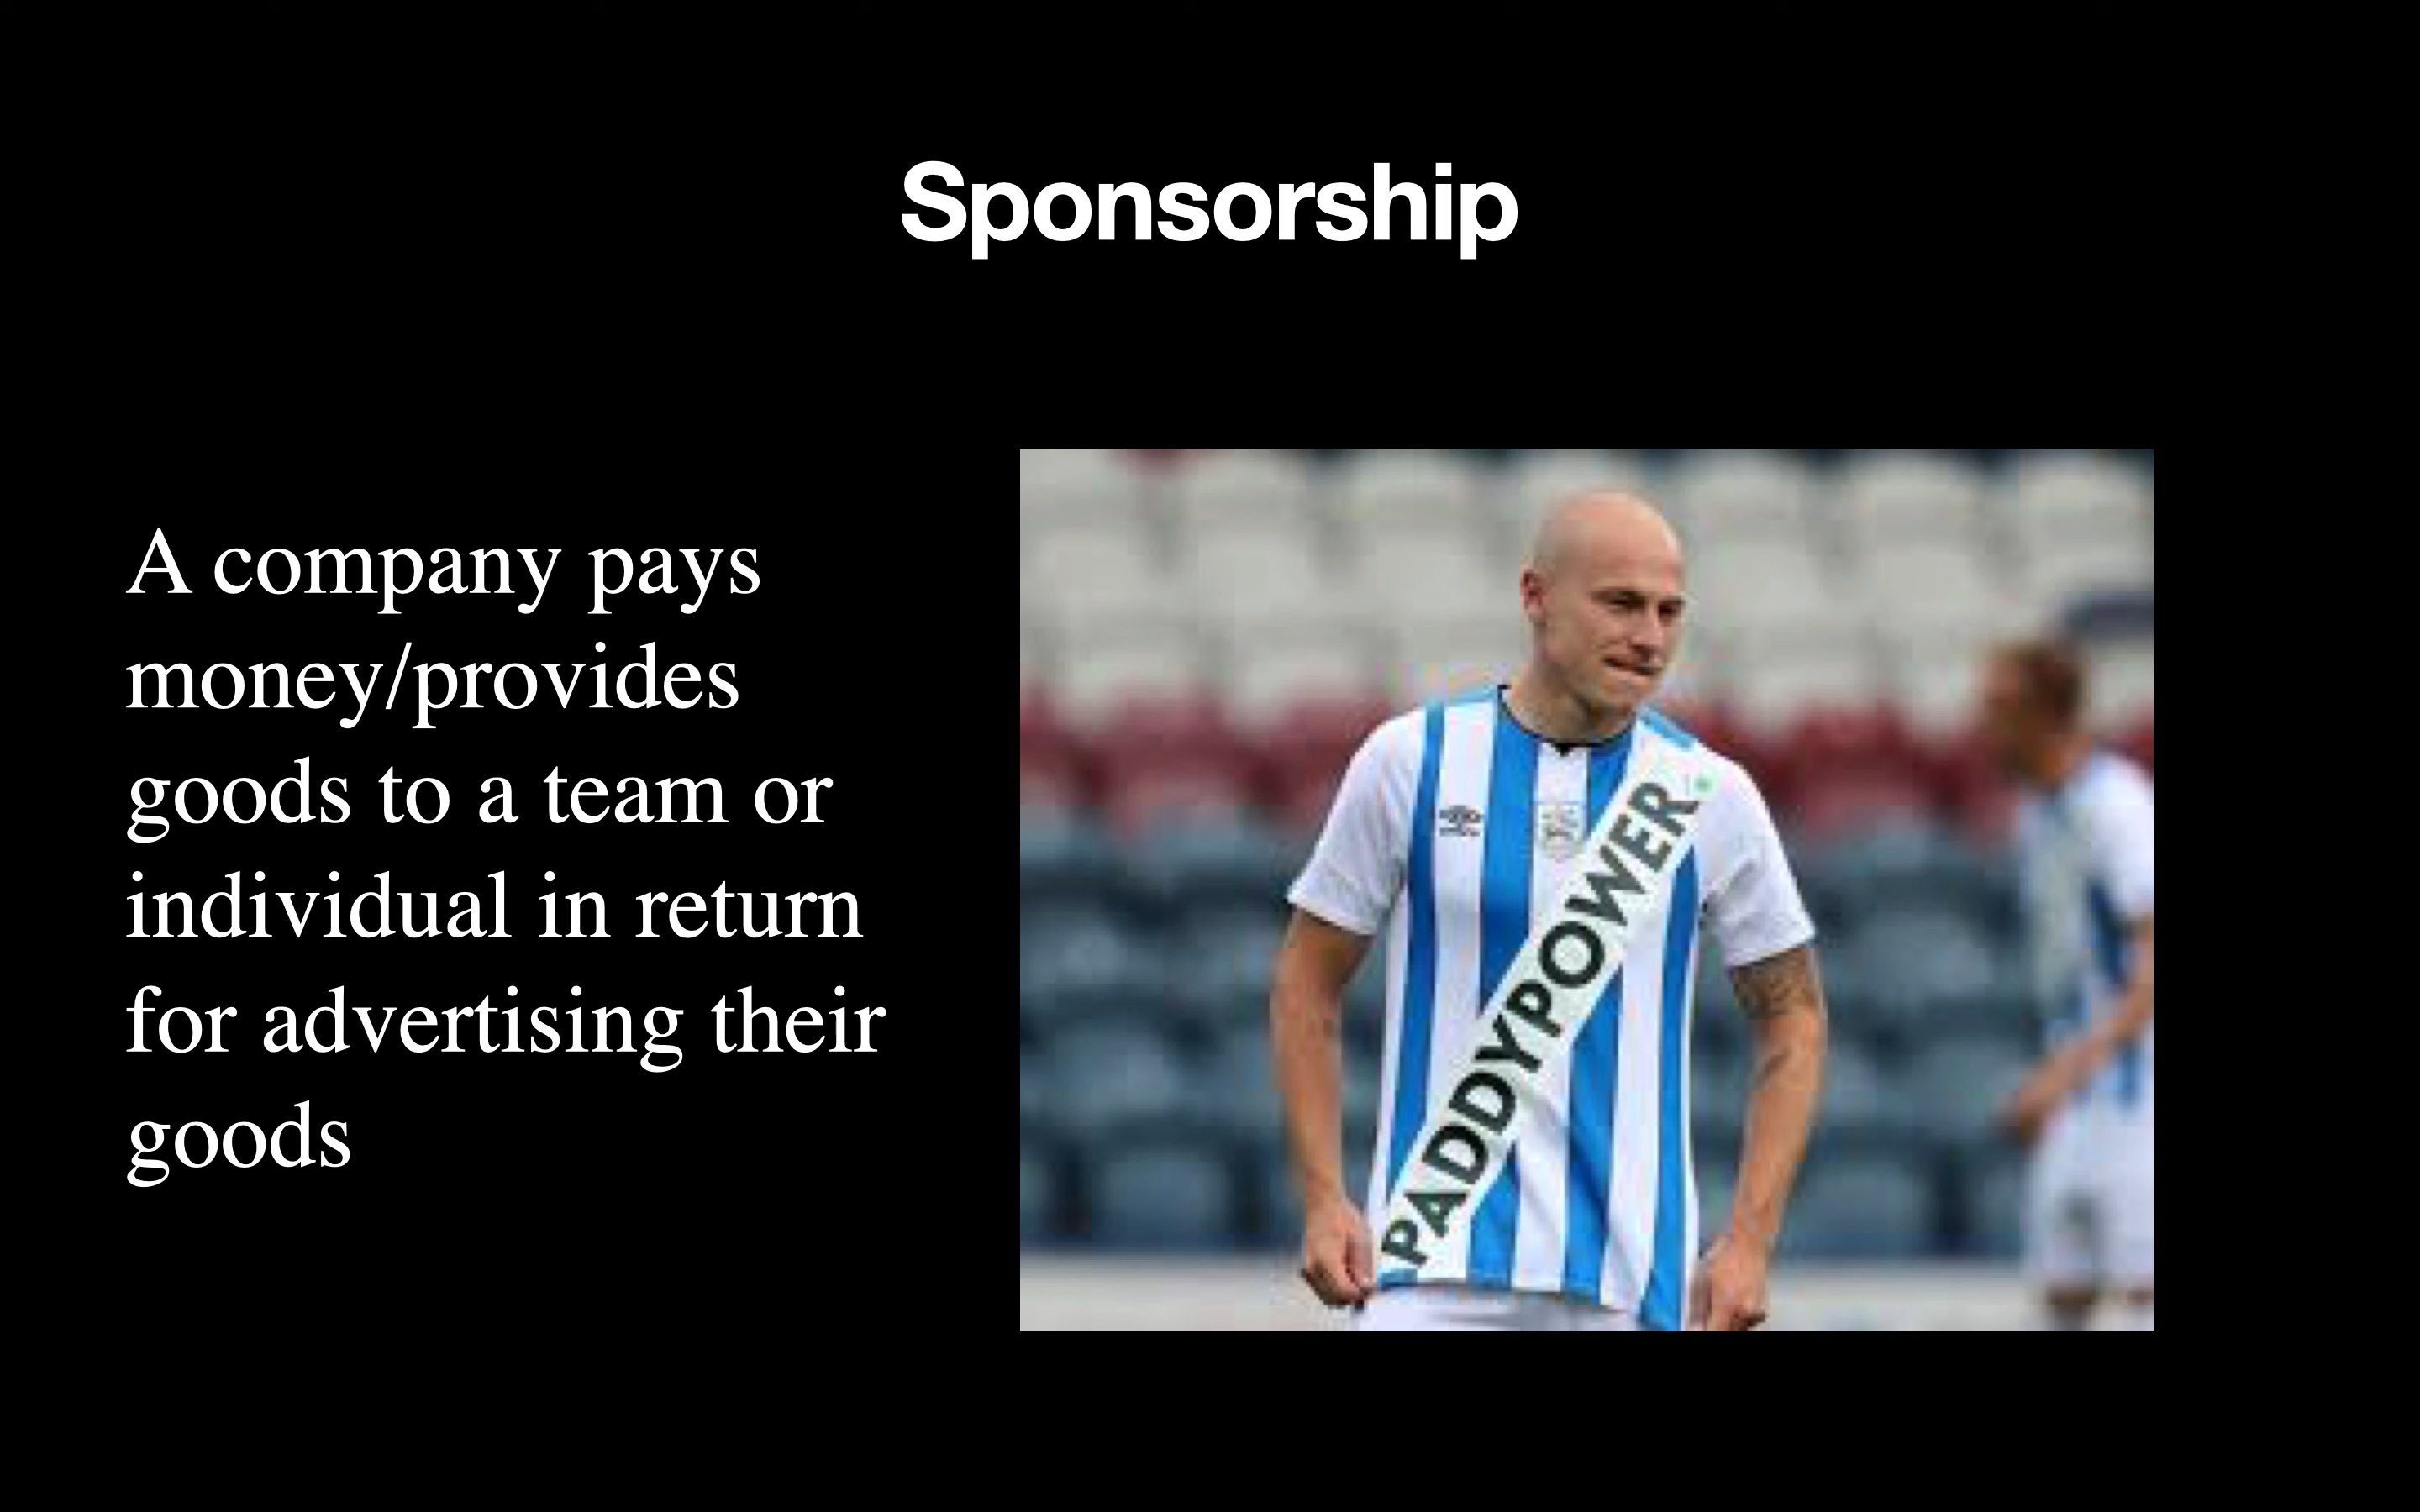 Sponsorship
A company pays
money/provides
goods to a team or
individual in return
for advertising their
goods
PADDYPOWER.